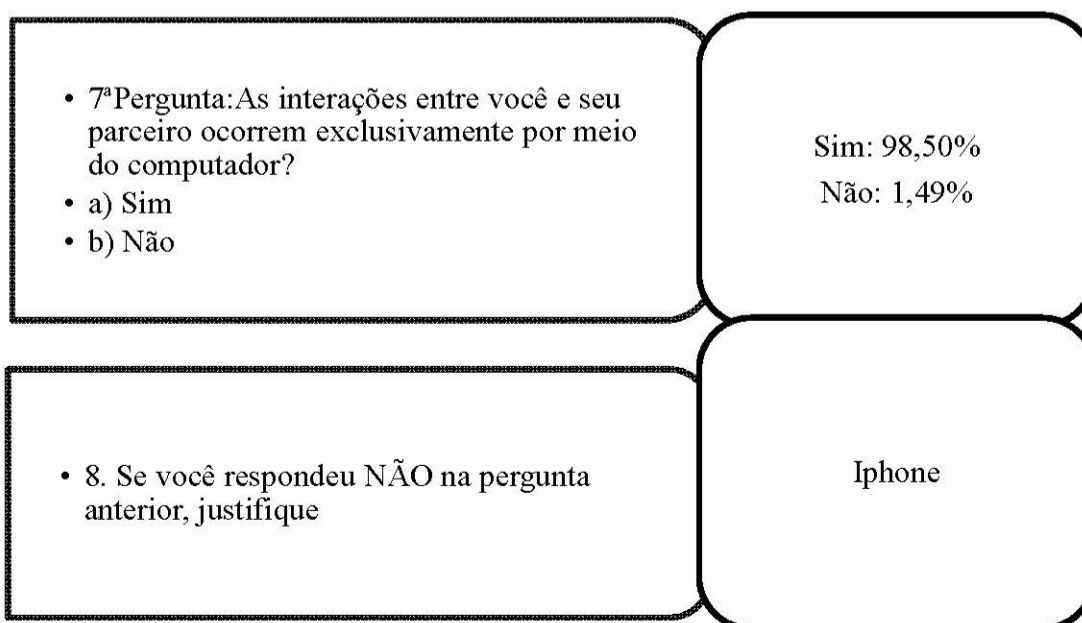 • 7ªPergunta:As interações entre você e seu
parceiro ocorrem exclusivamente por meio
do computador?
• a) Sim
• b) Não
Sim: 98,50%
Não: 1,49%
• 8. Se você respondeu NÃO na pergunta
anterior, justifique
Iphone